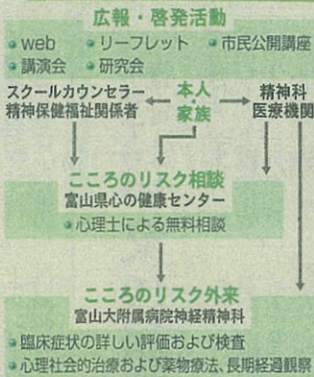 広報・啓発活動
● web ● リーフレット ● 市民公開講座
● 講演会 ● 研究会
スクールカウンセラー
精神保健福祉関係者
本人・
家族
精神科
医療機関
こころのリスク相談
富山県心の健康センター
● 心理士による無料相談
こころのリスク外来
富山大附属病院神経精神科
● 臨床症状の詳しい評価および検査
● 心理社会的治療および薬物療法、長期経過観察